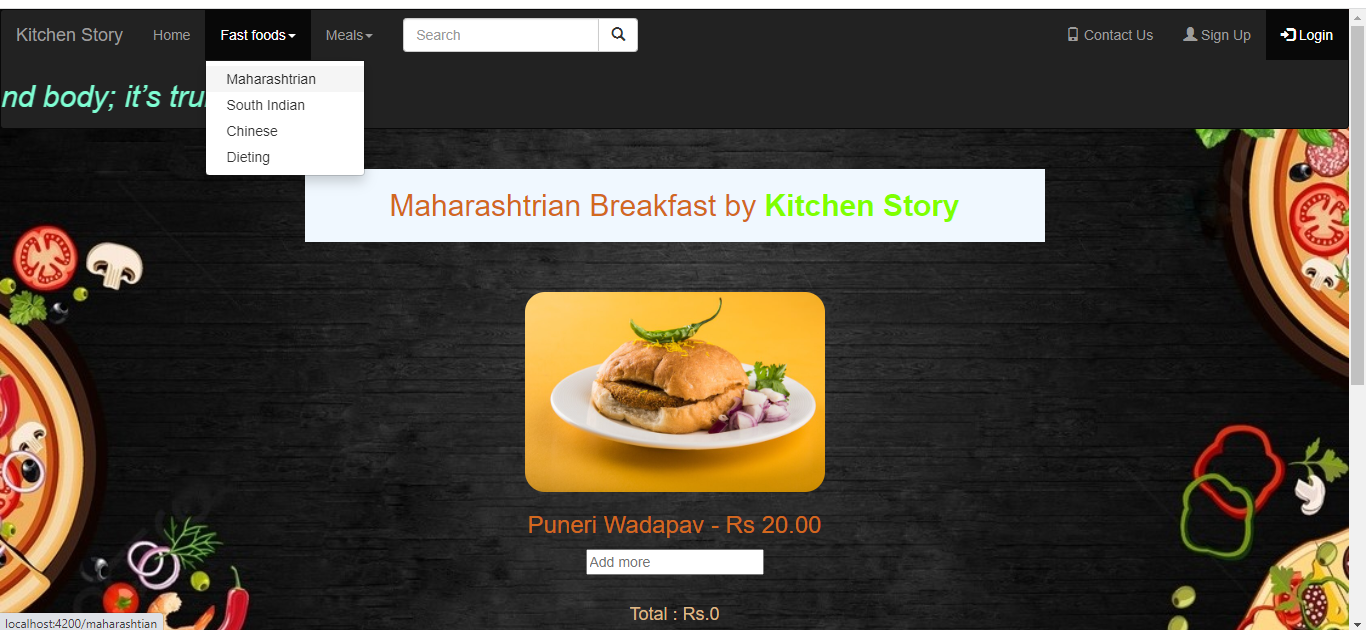 Kitchen Story Home Fast foods Meals Search Contact Us Sign Up Login
nd body; it's tru
Maharashtrian
South Indian
Chinese
Dieting
Maharashtrian Breakfast by Kitchen Story
Puneri Wadapav - Rs 20.00
Add more
Total : Rs.0
localhost:4200/maharashtian